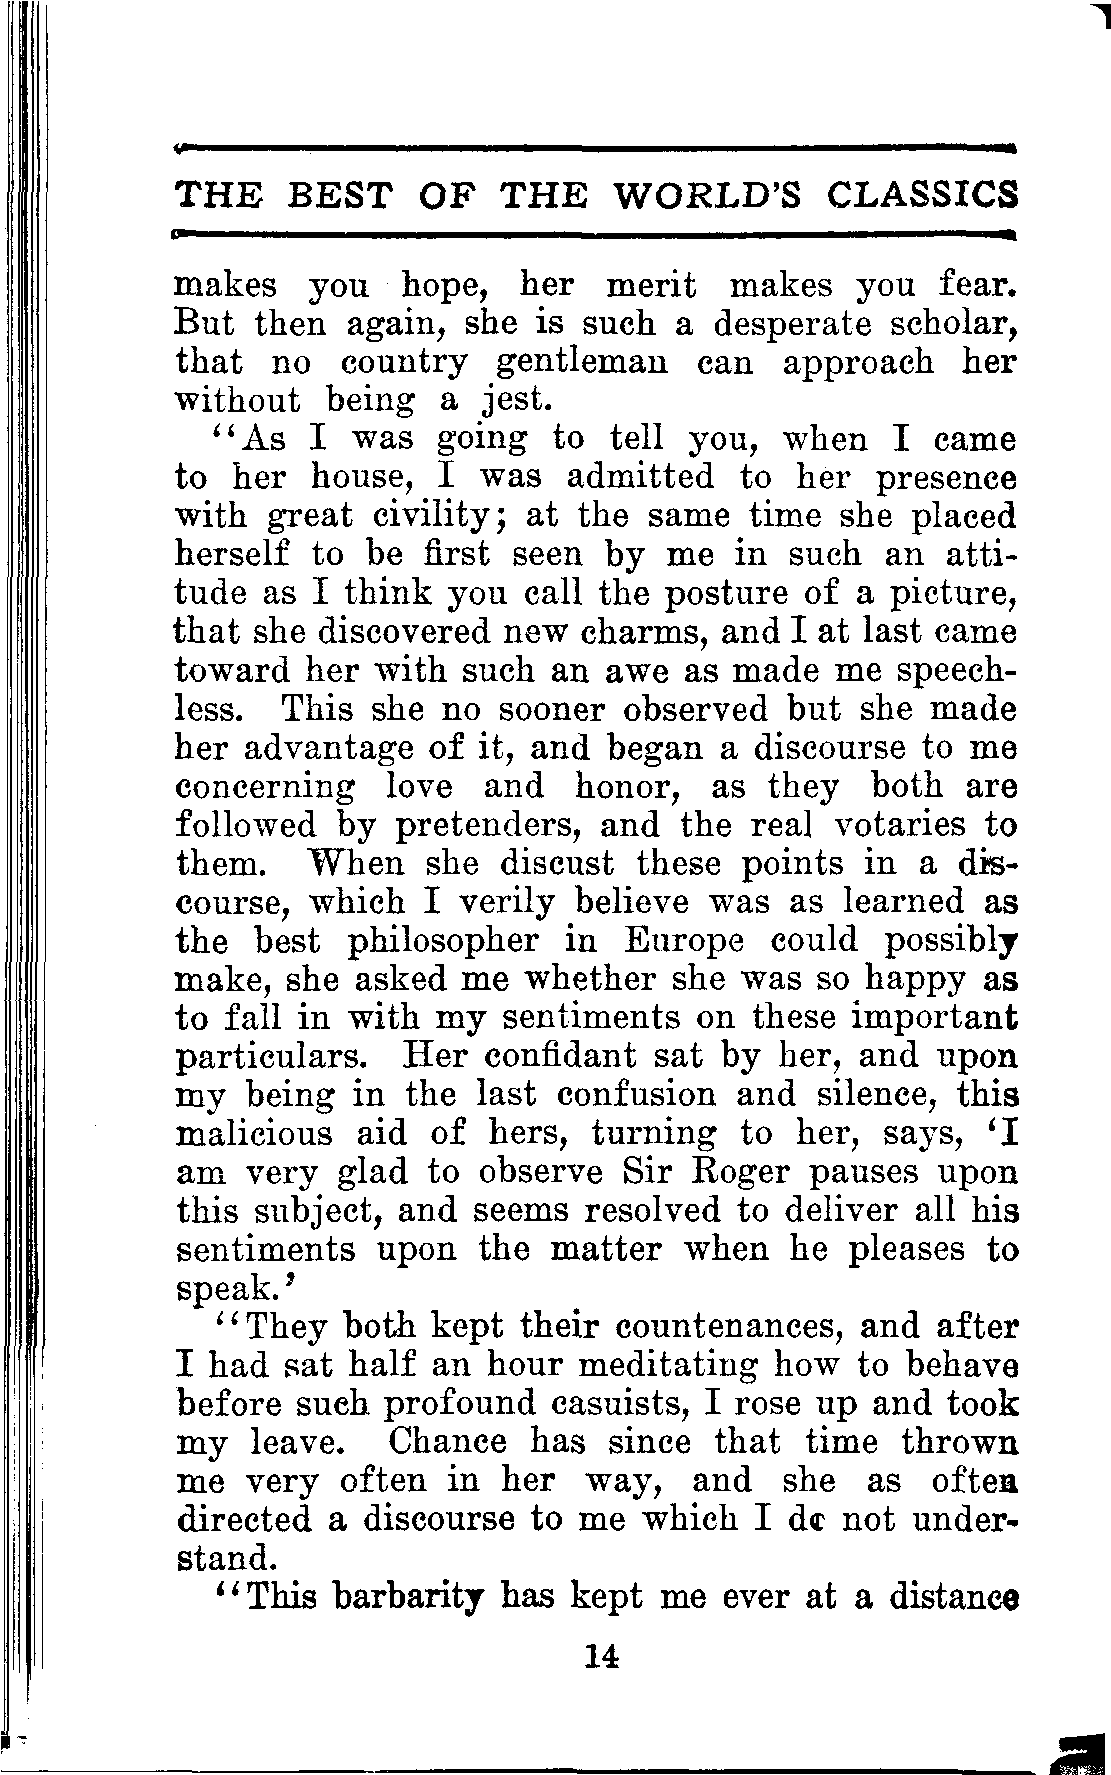 THE BEST OF THE WORLD'S CLASSICS
makes you hope, her merit makes you fear.
But then again, she is such a desperate scholar,
that no country gentleman can approach her
without being a jest.
"As I was going to tell you, when I came
to her house, I was admitted to her presence
with great civility; at the same time she placed
herself to be first seen by me in such an atti-
tude as I think you call the posture of a picture,
that she discovered new charms, and I at last came
toward her with such an awe as made me speech-
less. This she no sooner observed but she made
her advantage of it, and began a discourse to me
concerning love and honor, as they both are
followed by pretenders, and the real votaries to
them. When she discust these points in a dis-
course, which I verily believe was as learned as
the best philosopher in Europe could possibly
make, she asked me whether she was so happy as
to fall in with my sentiments on these important
particulars. Her confidant sat by her, and upon
my being in the last confusion and silence, this
malicious aid of hers, turning to her, says, 'I
am very glad to observe Sir Roger pauses upon
this subject, and seems resolved to deliver all his
sentiments upon the matter when he pleases to
speak.'
"They both kept their countenances, and after
I had sat half an hour meditating how to behave
before such profound casuists, I rose up and took
my leave. Chance has since that time thrown
me very often in her way, and she as often
directed a discourse to me which I do not under-
stand.
"This barbarity has kept me ever at a distance
14